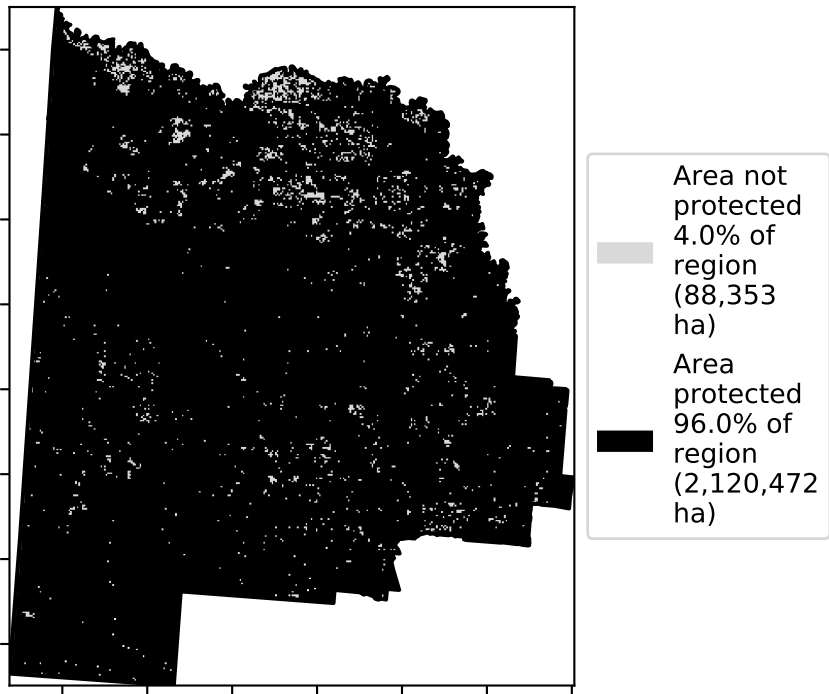 Area not
protected
4.0% of
region
(88,353
ha)
Area
protected
96.0% of
region
(2,120,472
ha)